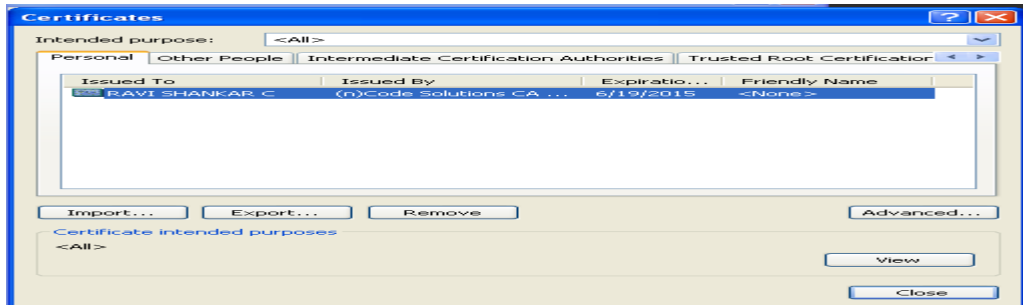 Certificates
Intended purpose: <All>
Personal Other People Intermediate Certification Authorities Trusted Root Certification
Issued To Issued By Expiratio... Friendly Name
RAVI SHANKAR C (n)Code Solutions CA ... 6/19/2015 <None>
Import... Export... Remove Advanced...
Certificate intended purposes
<All>
View
Close